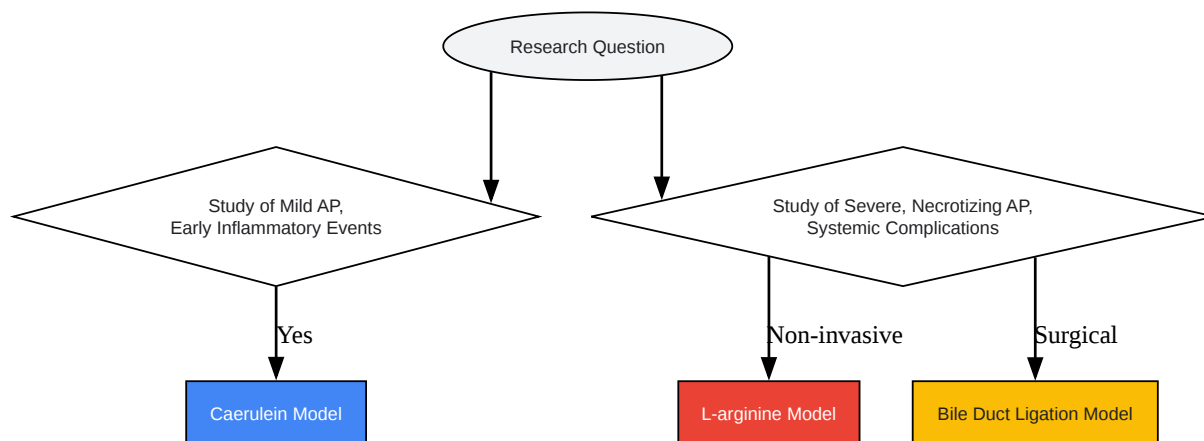 Research Question
Study of Mild AP,
Early Inflammatory Events
Study of Severe, Necrotizing AP,
Systemic Complications
Yes
Non-invasive
Surgical
Caerulein Model
L-arginine Model
Bile Duct Ligation Model